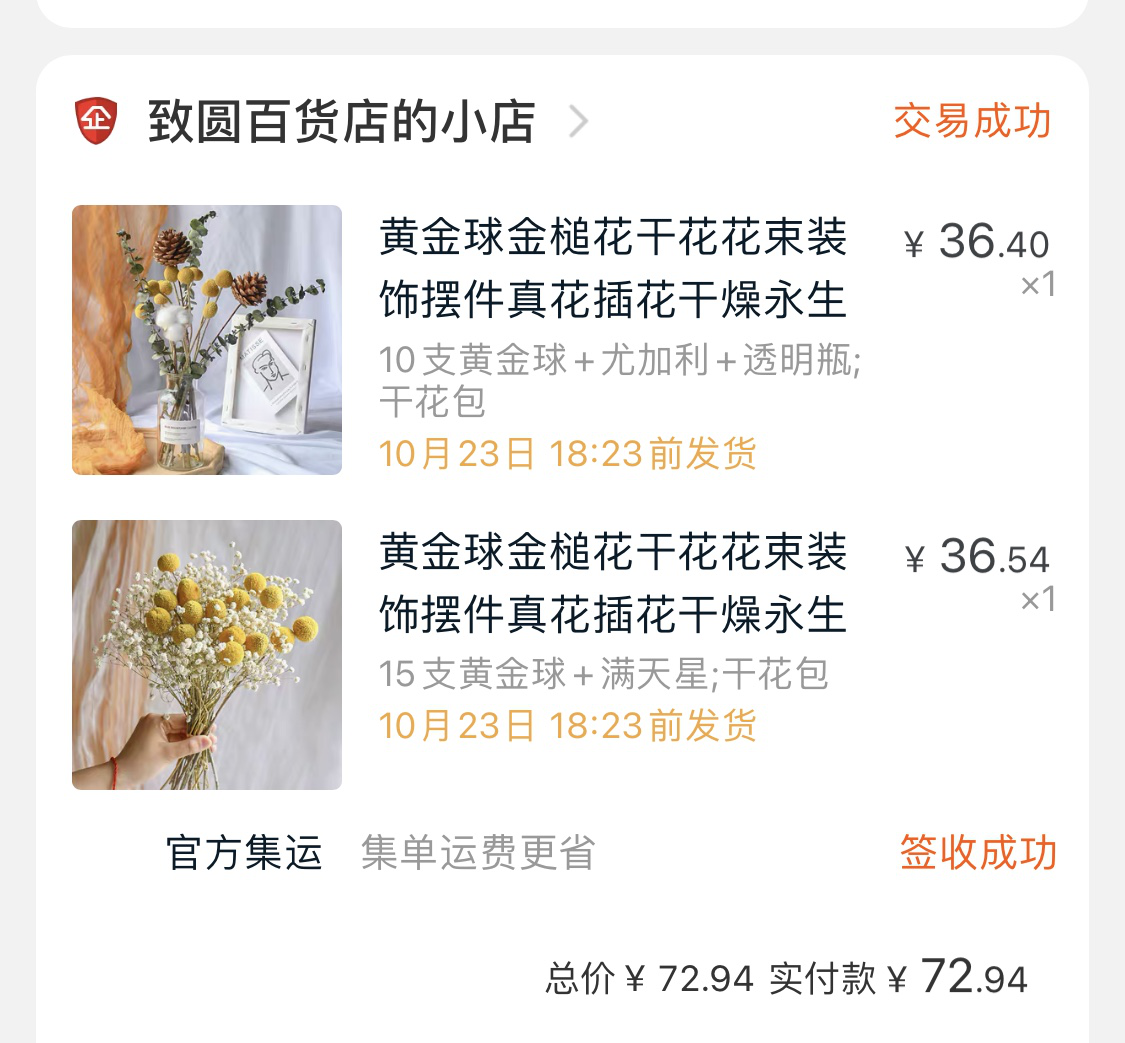 企 致圆百货店的小店 交易成功
黄金球金槌花干花花束装 ¥ 36.40
饰摆件真花插花干燥永生 ×1
10支黄金球+尤加利+透明瓶;
干花包
10月23日 18:23前发货
MATISSE
黄金球金槌花干花花束装 ¥ 36.54
饰摆件真花插花干燥永生 ×1
15支黄金球+满天星;干花包
10月23日 18:23前发货
官方集运 集单运费更省 签收成功
总价 ¥ 72.94 实付款 ¥ 72.94